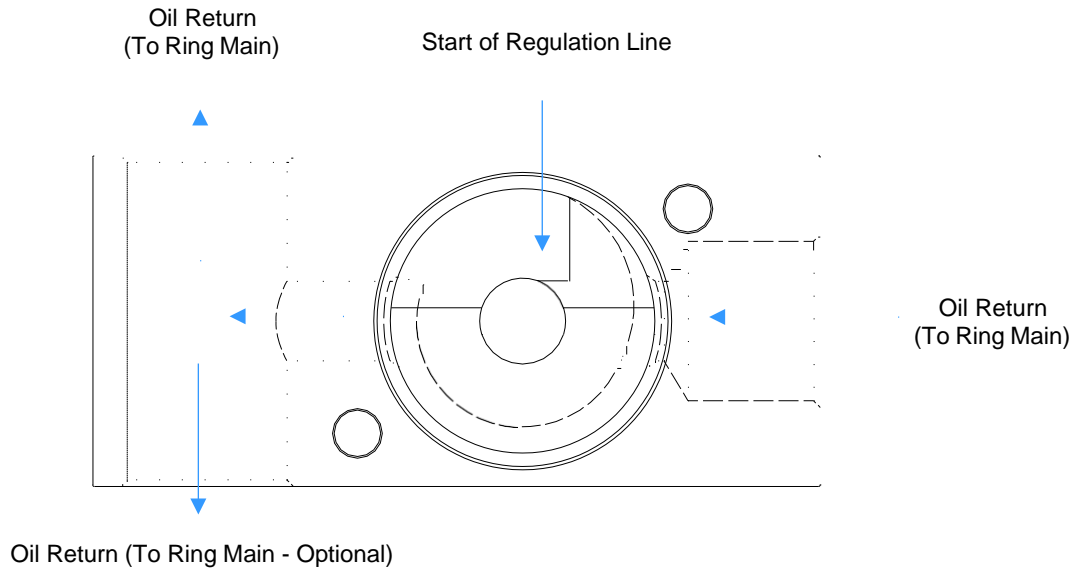 Oil Return
(To Ring Main)
Start of Regulation Line
Oil Return
(To Ring Main)
Oil Return (To Ring Main - Optional)